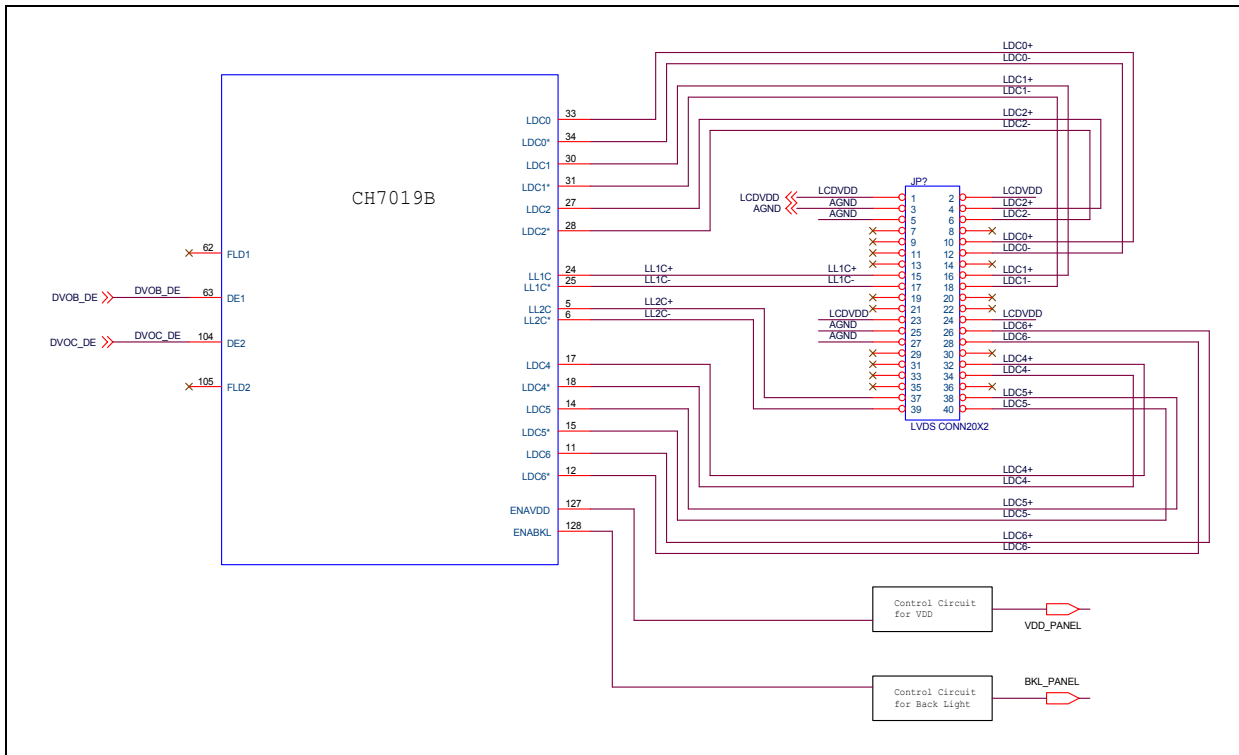 LDC0+
LDC0-
LDC1+
LDC1-
LDC2+
LDC2-
CH7019B
33 LDC0
34 LDC0*
30 LDC1
31 LDC1*
27 LDC2
28 LDC2*
24 LL1C LL1C+ LL1C+
25 LL1C* LL1C- LL1C-
5 LL2C LL2C+
6 LL2C* LL2C-
17 LDC4
18 LDC4*
14 LDC5
15 LDC5*
11 LDC6
12 LDC6*
127 ENAVDD
128 ENABKL
62 FLD1
DVOB_DE DVOB_DE 63 DE1
DVOC_DE DVOC_DE 104 DE2
105 FLD2
JP?
LCDVDD LCDVDD 1 2 LCDVDD
AGND AGND 3 4 LDC2+
AGND 5 6 LDC2-
7 8
9 10 LDC0+
11 12 LDC0-
13 14
15 16 LDC1+
17 18 LDC1-
19 20
21 22
LCDVDD 23 24 LCDVDD
AGND 25 26 LDC6+
AGND 27 28 LDC6-
29 30
31 32 LDC4+
33 34 LDC4-
35 36
37 38 LDC5+
39 40 LDC5-
LVDS CONN20X2
LDC4+
LDC4-
LDC5+
LDC5-
LDC6+
LDC6-
Control Circuit
for VDD
VDD_PANEL
Control Circuit
for Back Light
BKL_PANEL